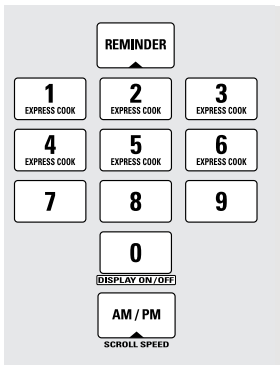 REMINDER
1 2 3
EXPRESS COOK EXPRESS COOK EXPRESS COOK
4 5 6
EXPRESS COOK EXPRESS COOK EXPRESS COOK
7 8 9
0
DISPLAY ON/OFF
AM / PM
SCROLL SPEED